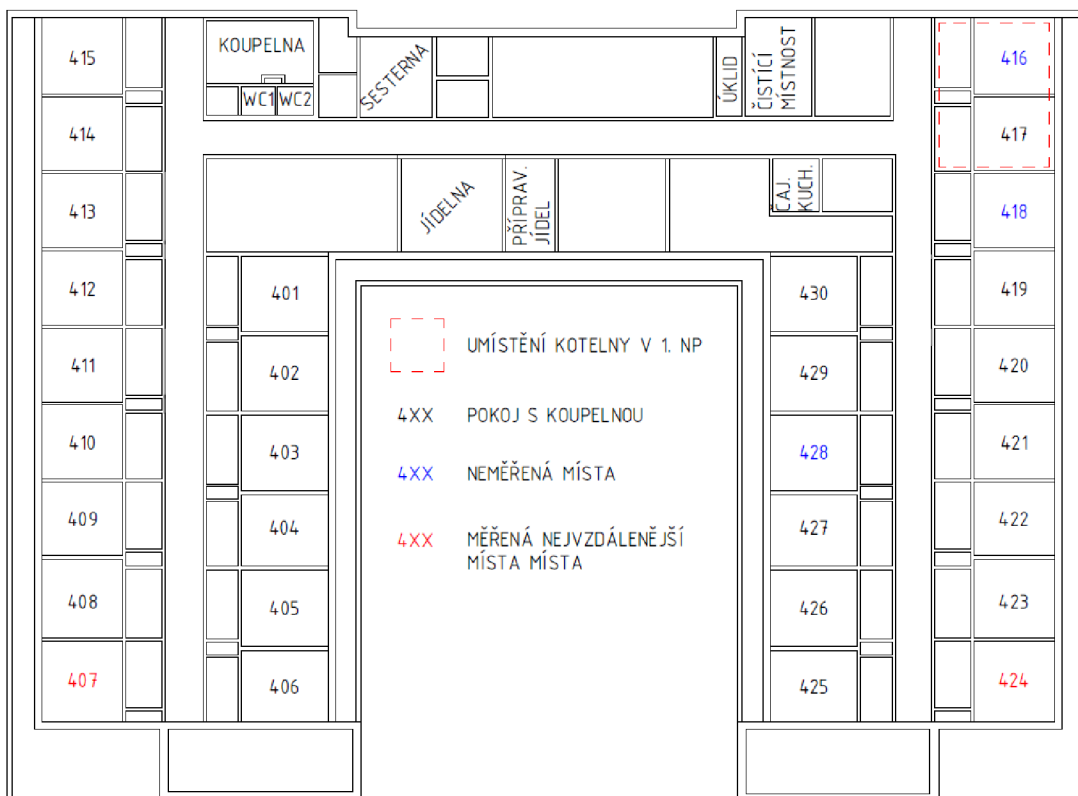 415
KOUPELNA
WC1
WC2
SESTERNA
ÚKLID
ČISTÍCÍ
MÍSTNOST
416
414
417
413
JÍDELNA
PŘÍPRAV.
JÍDEL
ČAJ.
KUCH.
418
412
401
430
419
411
402
429
420
410
403
428
421
409
404
427
422
408
405
426
423
407
406
425
424
UMÍSTĚNÍ KOTELNY V 1. NP
4XX POKOJ S KOUPELNOU
4XX NEMĚŘENÁ MÍSTA
4XX MĚŘENÁ NEJVZDÁLENĚJŠÍ
MÍSTA MÍSTA